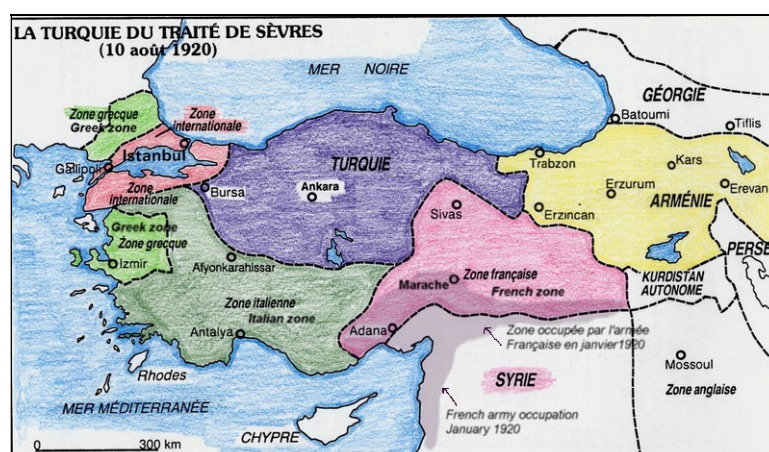 LA TURQUIE DU TRAITÉ DE SÈVRES
(10 août 1920)
MER NOIRE
GÉORGIE
Batoumi
Tiflis
Zone grecque
Greek zone
Zone
internationale
Istanbul
Gallipoli
Zone
internationale
Bursa
TURQUIE
Ankara
Trabzon
Kars
Erzurum
Erevan
ARMÉNIE
Erzincan
Sivas
Greek zone
Zone grecque
Izmir
Afyonkarahissar
Zone française
Marache
French zone
PERSE
KURDISTAN
AUTONOME
Zone italienne
Italian zone
Antalya
Adana
Zone occupée par l'armée
Française en janvier1920
Mossoul
Zone anglaise
Rhodes
SYRIE
MER MÉDITERRANÉE
French army occupation
January 1920
CHYPRE
0 300 km